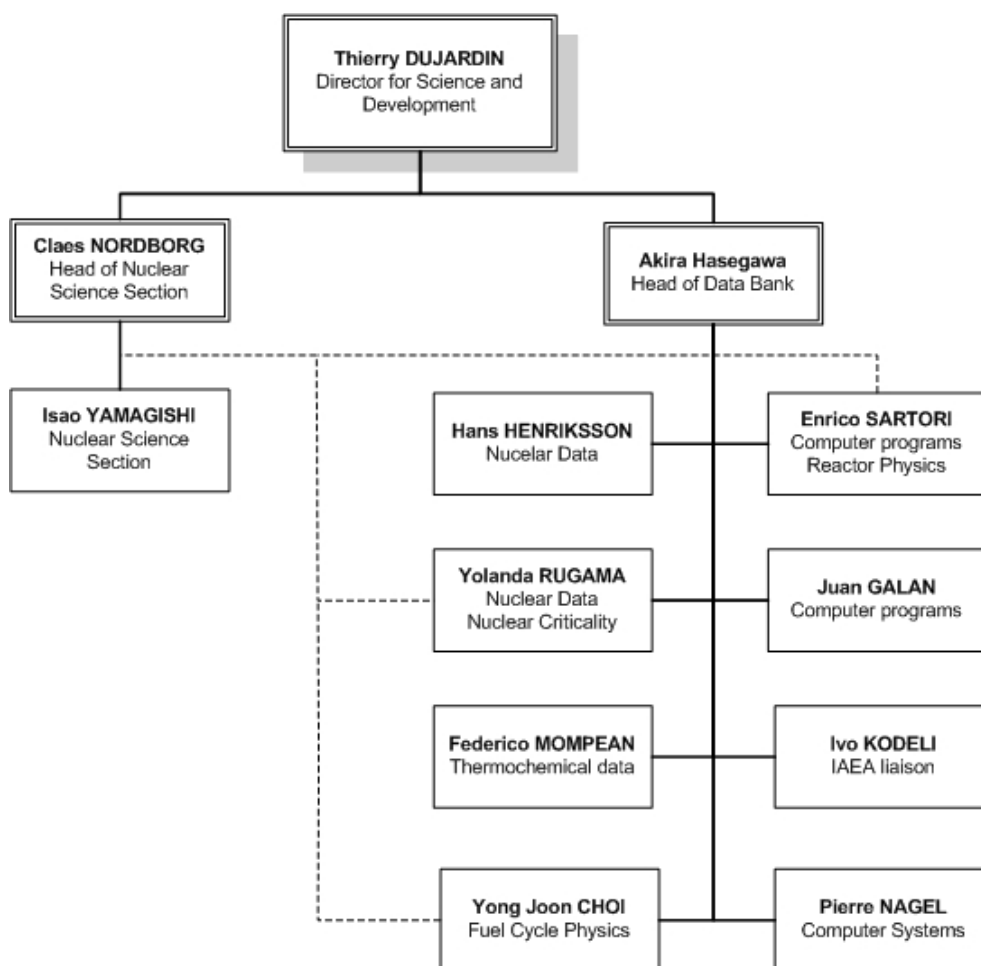 Thierry DUJARDIN
Director for Science and
Development
Claes NORDBORG
Head of Nuclear
Science Section
Akira Hasegawa
Head of Data Bank
Isao YAMAGISHI
Nuclear Science
Section
Hans HENRIKSSON
Nucelar Data
Enrico SARTORI
Computer programs
Reactor Physics
Yolanda RUGAMA
Nuclear Data
Nuclear Criticality
Juan GALAN
Computer programs
Federico MOMPEAN
Thermochemical data
Ivo KODELI
IAEA liaison
Yong Joon CHOI
Fuel Cycle Physics
Pierre NAGEL
Computer Systems